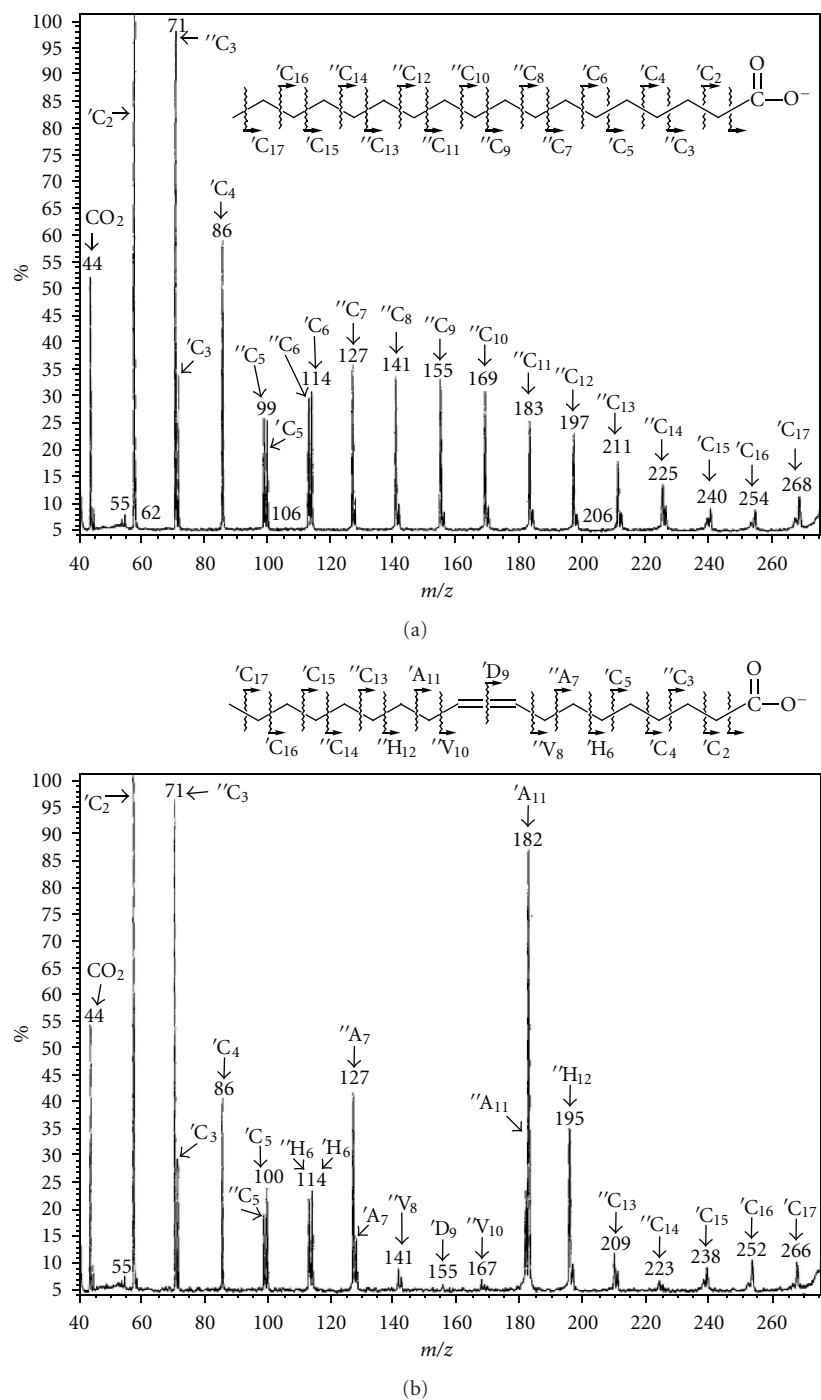 100
95
90
85
80
75
70
65
60
55
50
45
40
35
30
25
20
15
10
5
%
71 ″C3
′C2
′C16 ″C14 ″C12 ″C10 ″C8 ′C6 ′C4 ′C2
O
C–O−
′C17 ′C15 ″C13 ″C11 ″C9 ″C7 ′C5 ″C3
′C4
86
CO2
44
′C3
″C5
99
′C5
″C6
′C6
114
″C7
127
″C8
141
″C9
155
″C10
169
″C11
183
″C12
197
″C13
211
″C14
225
′C15
240
′C16
254
′C17
268
55 62 106 206
40 60 80 100 120 140 160 180 200 220 240 260
m/z
(a)
′C17 ′C15 ″C13 ′A11 ′D9 ″A7 ′C5 ″C3
O
C–O−
′C16 ″C14 ″H12 ″V10 ″V8 ′H6 ′C4 ′C2
100
95
90
85
80
75
70
65
60
55
50
45
40
35
30
25
20
15
10
5
%
′C2
71 ″C3
CO2
44
55
′C4
86
′C3
″C5
′C5
100
″H6
′H6
114
″A7
127
′A7
″V8
141
′D9
155
″V10
167
′A11
182
″A11
″H12
195
″C13
209
″C14
223
′C15
238
′C16
252
′C17
266
40 60 80 100 120 140 160 180 200 220 240 260
m/z
(b)